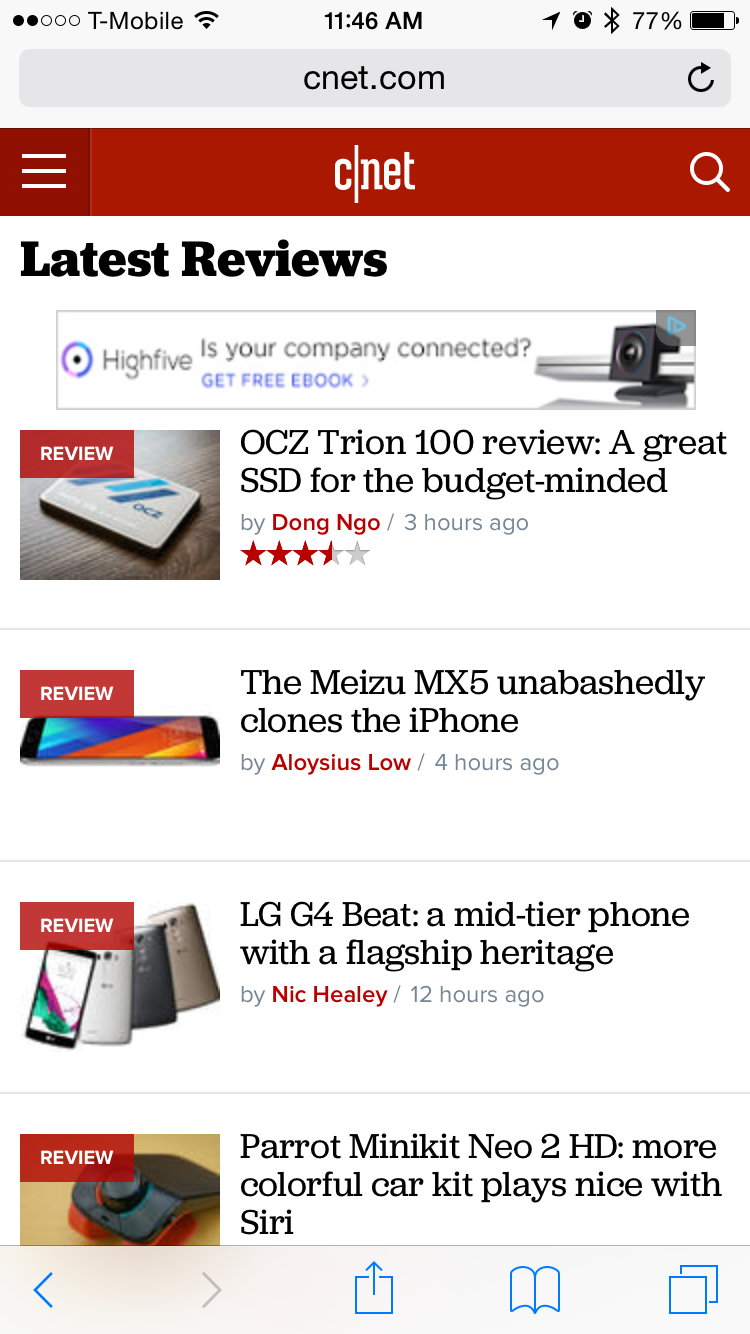 T-Mobile 11:46 AM 77%
cnet.com
c|net
Latest Reviews
Highfive Is your company connected?
GET FREE EBOOK >
REVIEW
OCZ
OCZ Trion 100 review: A great
SSD for the budget-minded
by Dong Ngo / 3 hours ago
REVIEW
The Meizu MX5 unabashedly
clones the iPhone
by Aloysius Low / 4 hours ago
REVIEW
LG G4 Beat: a mid-tier phone
with a flagship heritage
by Nic Healey / 12 hours ago
REVIEW
Parrot Minikit Neo 2 HD: more
colorful car kit plays nice with
Siri